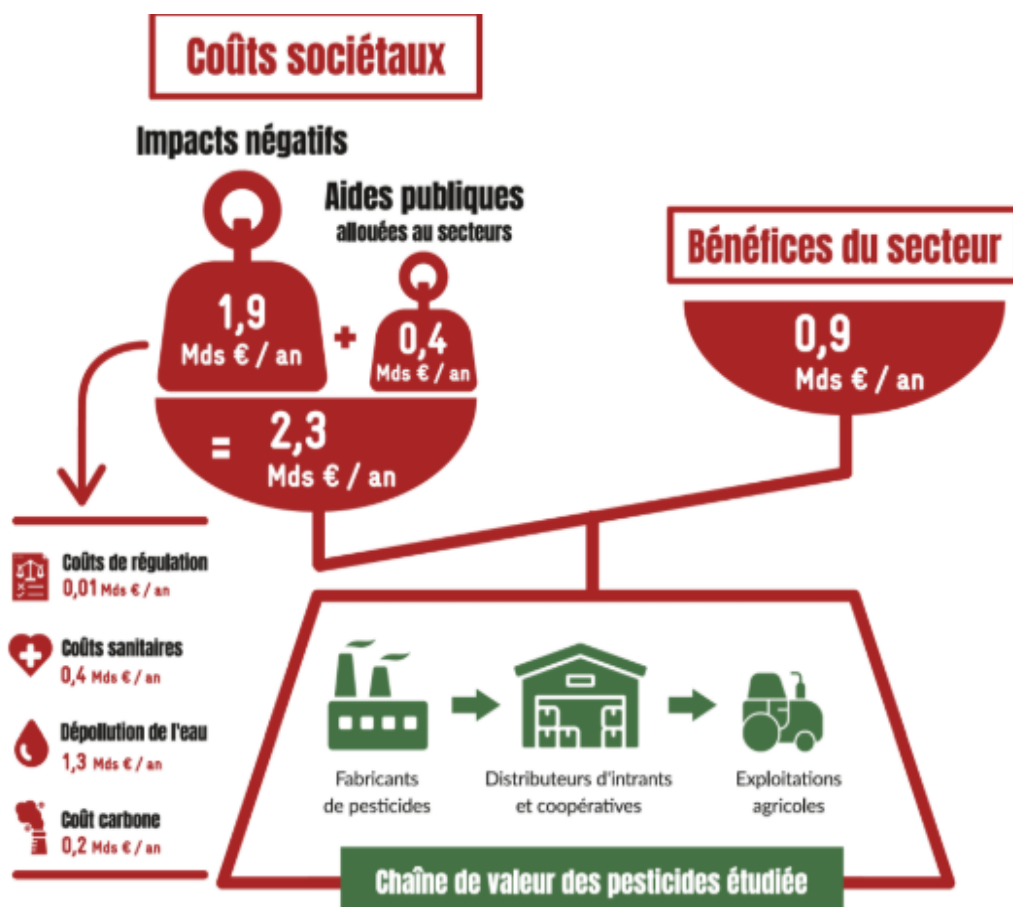 Coûts sociétaux
Impacts négatifs
Aides publiques
allouées au secteurs
1,9
Mds € / an
+
0,4
Mds € / an
=
2,3
Mds € / an
Bénéfices du secteur
0,9
Mds € / an
Coûts de régulation
0,01 Mds € / an
Coûts sanitaires
0,4 Mds € / an
Dépollution de l'eau
1,3 Mds € / an
Coût carbone
0,2 Mds € / an
Fabricants
de pesticides
Distributeurs d'intrants
et coopératives
Exploitations
agricoles
Chaîne de valeur des pesticides étudiée